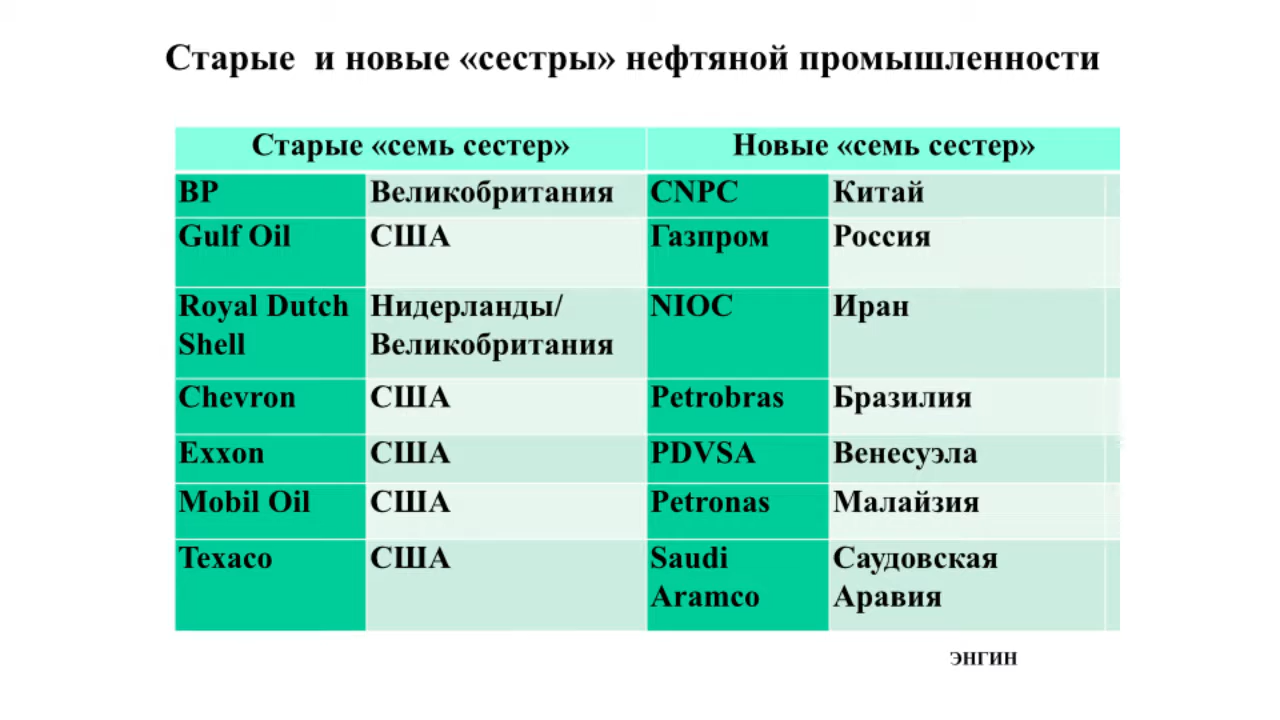 Старые и новые «сестры» нефтяной промышленности
Старые «семь сестер» Новые «семь сестер»
BP Великобритания CNPC Китай
Gulf Oil США Газпром Россия
Royal Dutch Нидерланды/ NIOC Иран
Shell Великобритания
Chevron США Petrobras Бразилия
Exxon США PDVSA Венесуэла
Mobil Oil США Petronas Малайзия
Texaco США Saudi Саудовская
Aramco Аравия
ЭНГИН